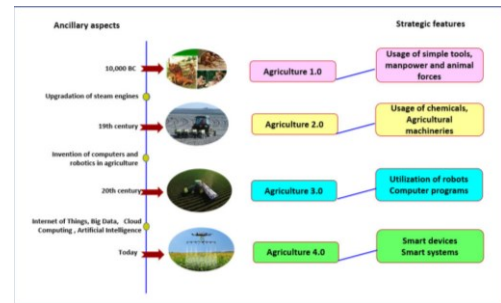 Ancillary aspects
Strategic features
10,000 BC
Agriculture 1.0
Usage of simple tools,
manpower and animal
forces
Upgradation of steam engines
19th century
Agriculture 2.0
Usage of chemicals,
Agricultural
machineries
Invention of computers and
robotics in agriculture
20th century
Agriculture 3.0
Utilization of robots
Computer programs
Internet of Things, Big Data, Cloud
Computing , Artificial Intelligence
Today
Agriculture 4.0
Smart devices
Smart systems